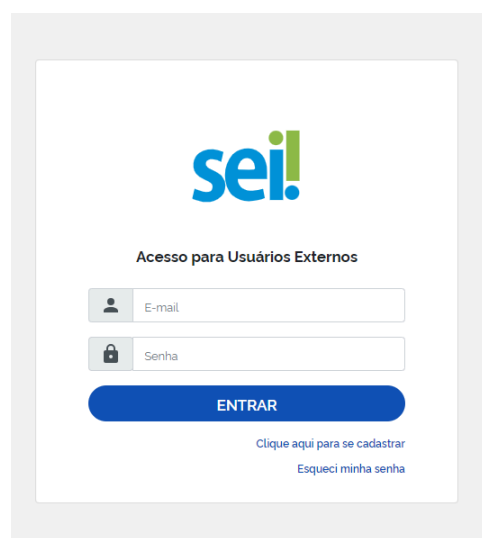 sei!
Acesso para Usuários Externos
E-mail
Senha
ENTRAR
Clique aqui para se cadastrar
Esqueci minha senha